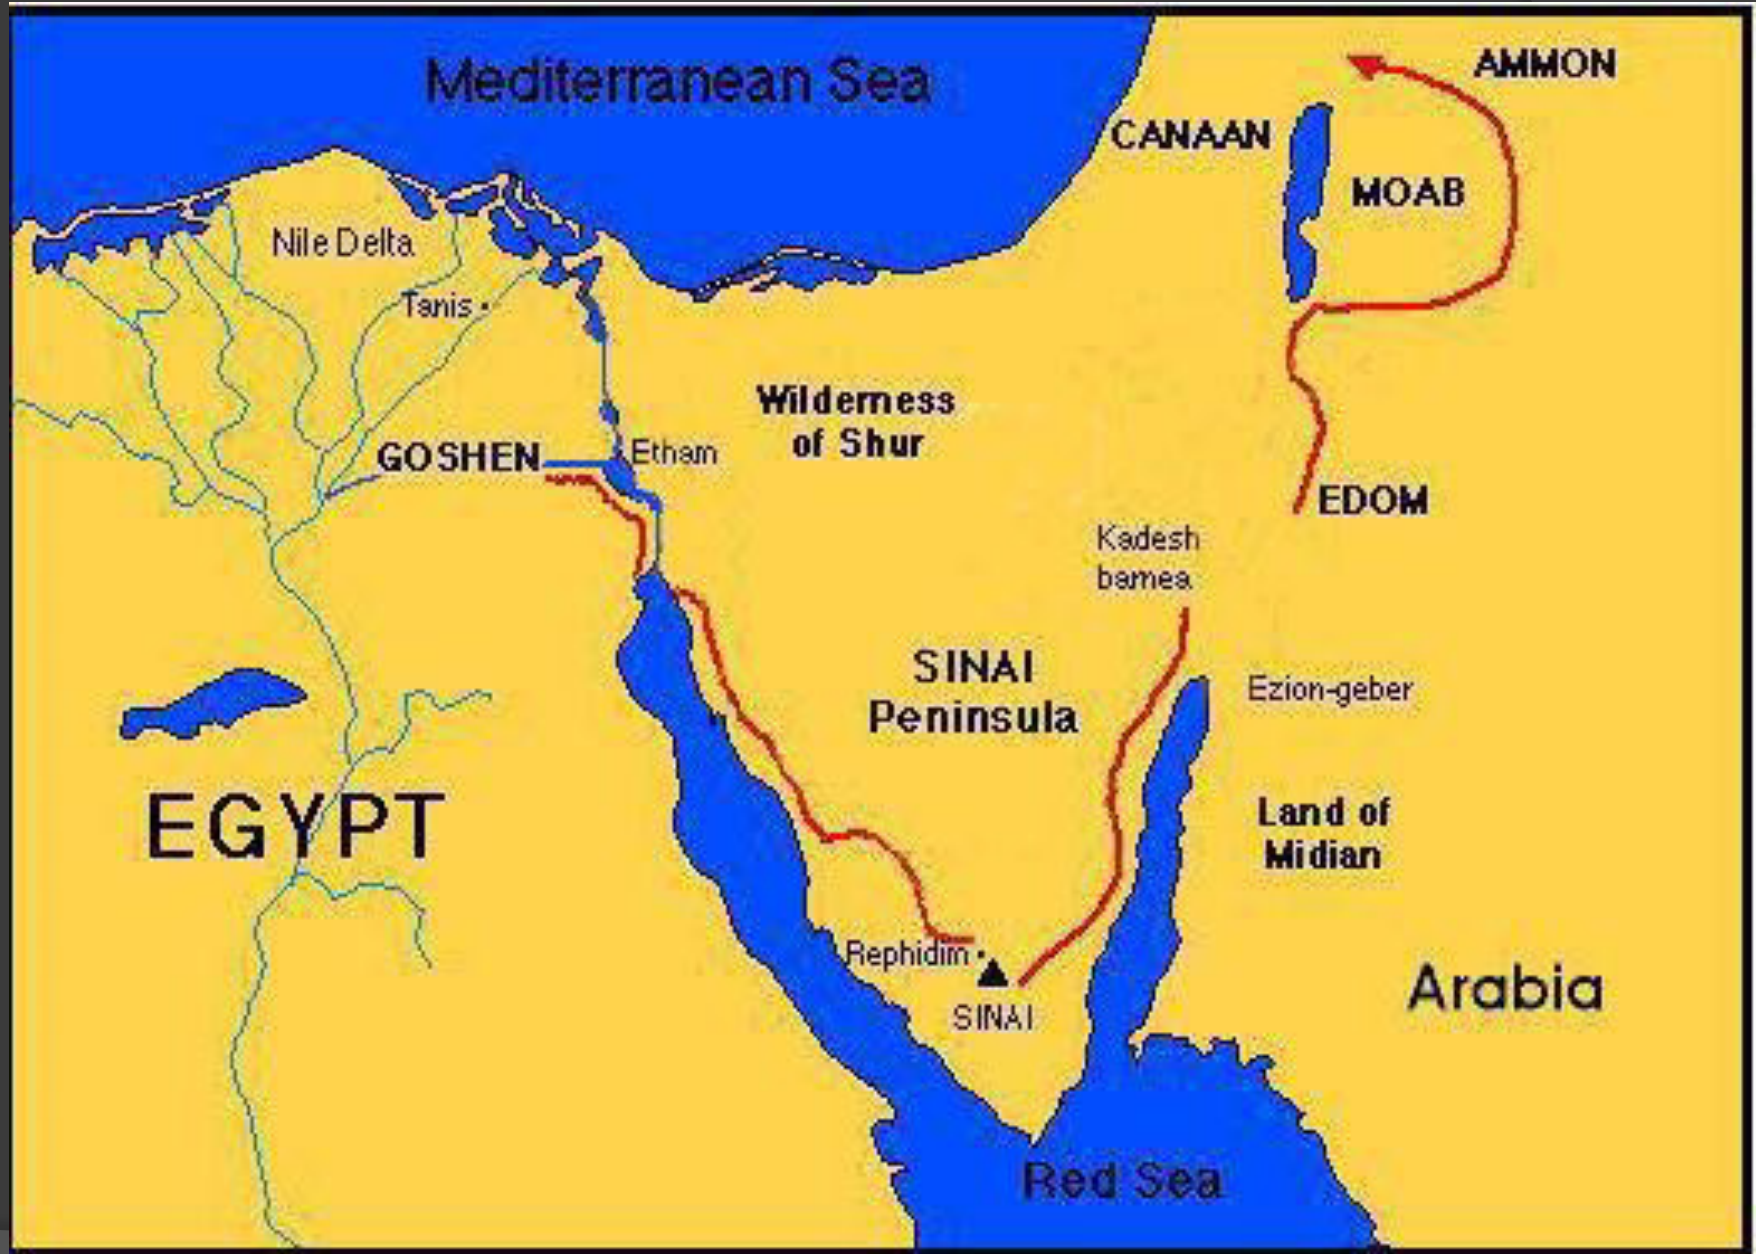 Mediterranean Sea
AMMON
CANAAN
MOAB
Nile Delta
Tanis
Wilderness
of Shur
GOSHEN
Etham
EDOM
Kadesh
barnea
SINAI
Peninsula
Ezion-geber
EGYPT
Land of
Midian
Rephidim
SINAI
Arabia
Red Sea